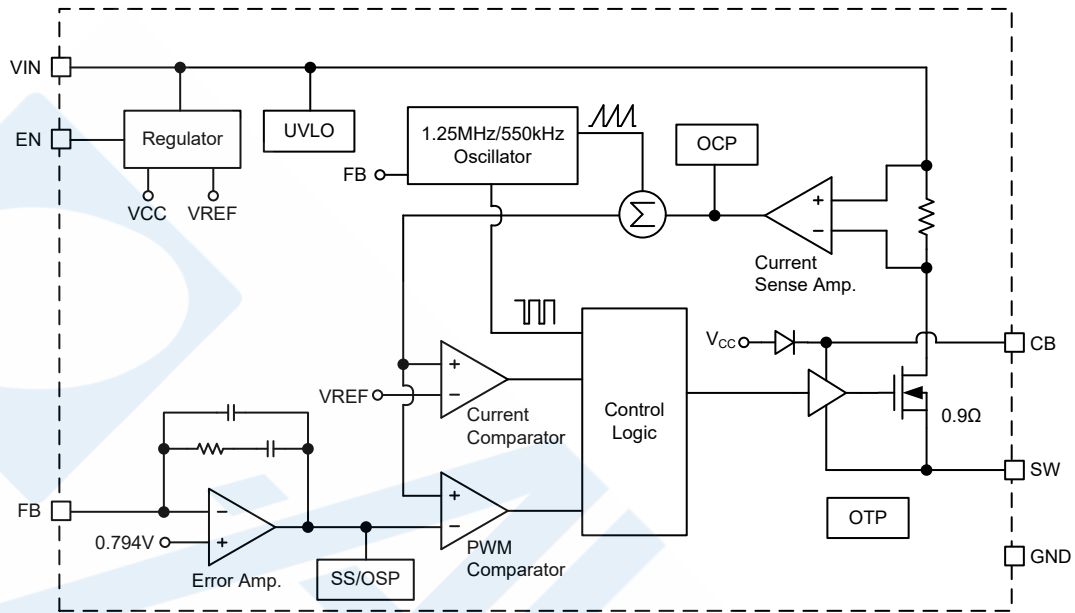 VIN
EN
Regulator
VCC
VREF
UVLO
1.25MHz/550kHz
Oscillator
FB
Σ
OCP
+
−
Current
Sense Amp.
VCC
CB
+
−
VREF
Current
Comparator
Control
Logic
0.9Ω
SW
FB
−
+
0.794V
Error Amp.
SS/OSP
+
−
PWM
Comparator
OTP
GND